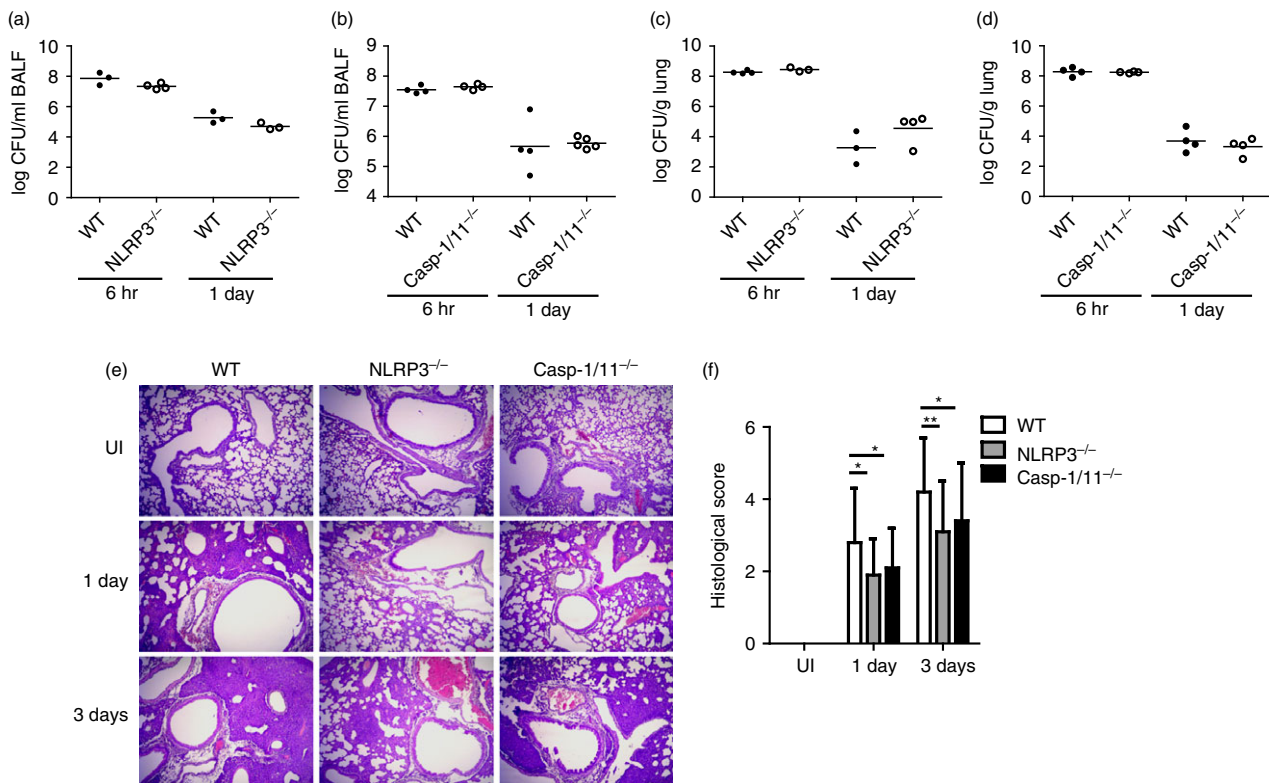 (a)
log CFU/ml BALF
10
8
6
4
2
0
WT
NLRP3⁻/⁻
WT
NLRP3⁻/⁻
6 hr
1 day
(b)
log CFU/ml BALF
9
8
7
6
5
4
WT
Casp-1/11⁻/⁻
WT
Casp-1/11⁻/⁻
6 hr
1 day
(c)
log CFU/g lung
10
8
6
4
2
0
WT
NLRP3⁻/⁻
WT
NLRP3⁻/⁻
6 hr
1 day
(d)
log CFU/g lung
10
8
6
4
2
0
WT
Casp-1/11⁻/⁻
WT
Casp-1/11⁻/⁻
6 hr
1 day
(e)
WT
NLRP3⁻/⁻
Casp-1/11⁻/⁻
UI
1 day
3 days
(f)
Histological score
6
4
2
0
*
*
*
**
UI
1 day
3 days
WT
NLRP3⁻/⁻
Casp-1/11⁻/⁻